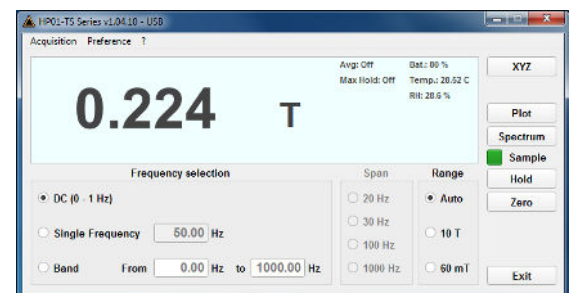 HP01-TS Series v1.04.10 - USB
Acquisition Preference ?
0.224 T
Avg: Off Bat.: 80 %
Max Hold: Off Temp.: 28.52 C
RH: 28.6 %
XYZ
Plot
Spectrum
Sample
Hold
Zero
Exit
Frequency selection
DC (0 - 1 Hz)
Single Frequency 50.00 Hz
Band From 0.00 Hz to 1000.00 Hz
Span
20 Hz
30 Hz
100 Hz
1000 Hz
Range
Auto
10 T
60 mT